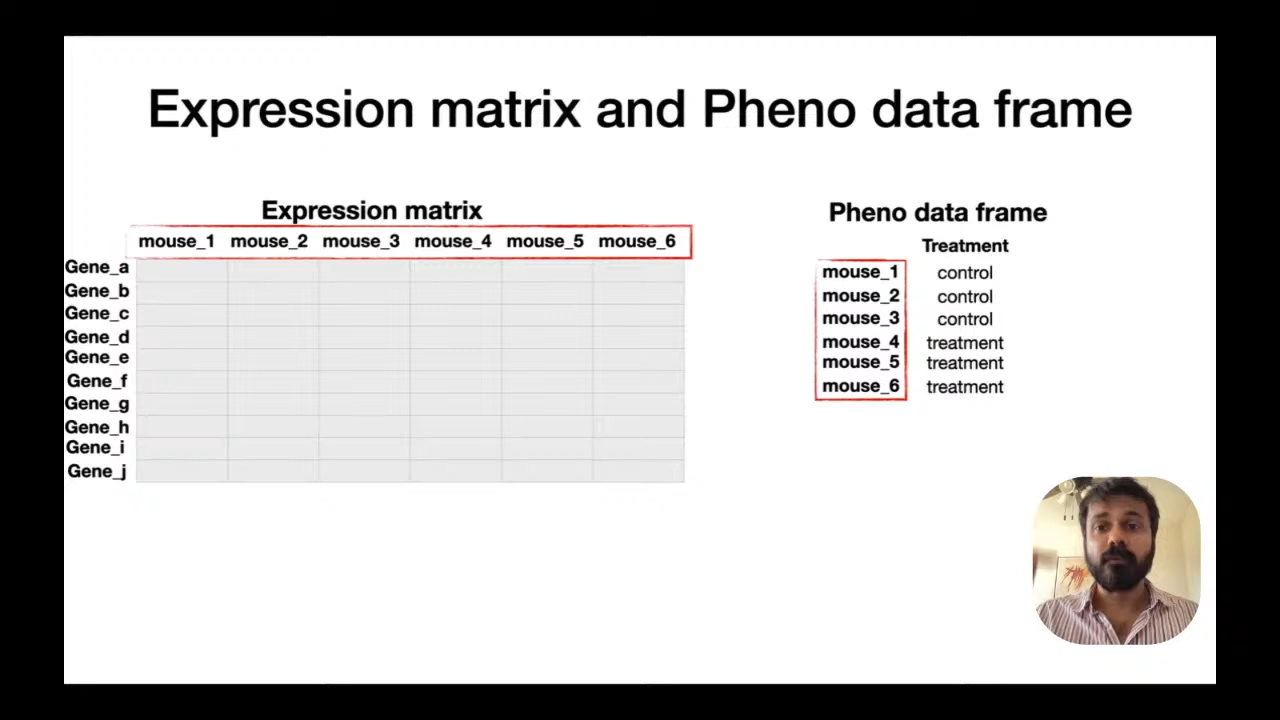 Expression matrix and Pheno data frame
Expression matrix
mouse_1 mouse_2 mouse_3 mouse_4 mouse_5 mouse_6
Gene_a
Gene_b
Gene_c
Gene_d
Gene_e
Gene_f
Gene_g
Gene_h
Gene_i
Gene_j
Pheno data frame
Treatment
mouse_1 control
mouse_2 control
mouse_3 control
mouse_4 treatment
mouse_5 treatment
mouse_6 treatment